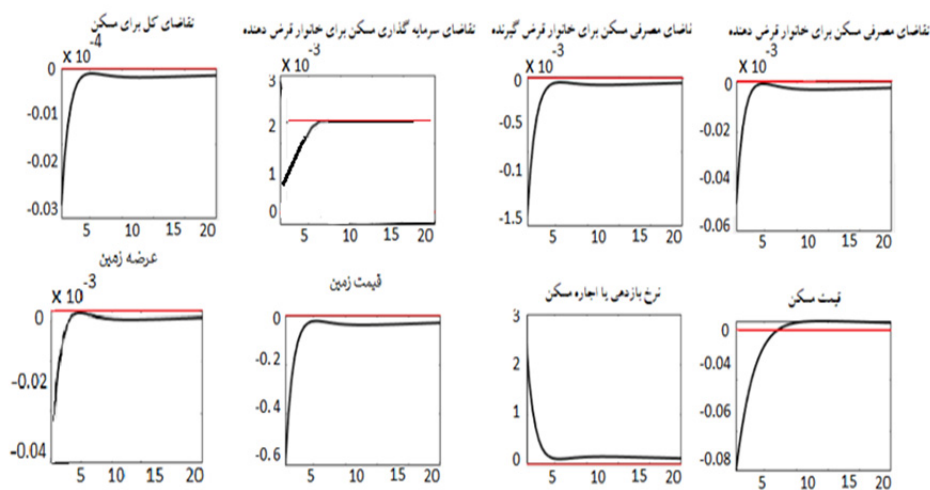 تقاضای مصرفی مسکن برای خانوار قرض دهنده
تاضای مصرفی مسکن برای خانوار قرض گیرنده
تقاضای سرمایه گذاری مسکن برای خانوار قرض دهنده
تقاضای کل برای مسکن
X 10 -4
0
-0.01
-0.02
-0.03
5 10 15 20
X 10 -3
3
2
1
0
5 10 15 20
X 10 -3
0
-0.5
-0.1
-1.5
5 10 15 20
X 10 -3
0
-0.02
-0.04
-0.06
5 10 15 20
قیمت مسکن
نرخ بازدهی یا اجاره مسکن
قیمت زمین
عرضه زمین
X 10 -3
0
-0.02
-0.04
5 10 15 20
0
-0.2
-0.4
-0.6
5 10 15 20
3
2
1
0
5 10 15 20
0
-0.04
-0.06
-0.08
5 10 15 20